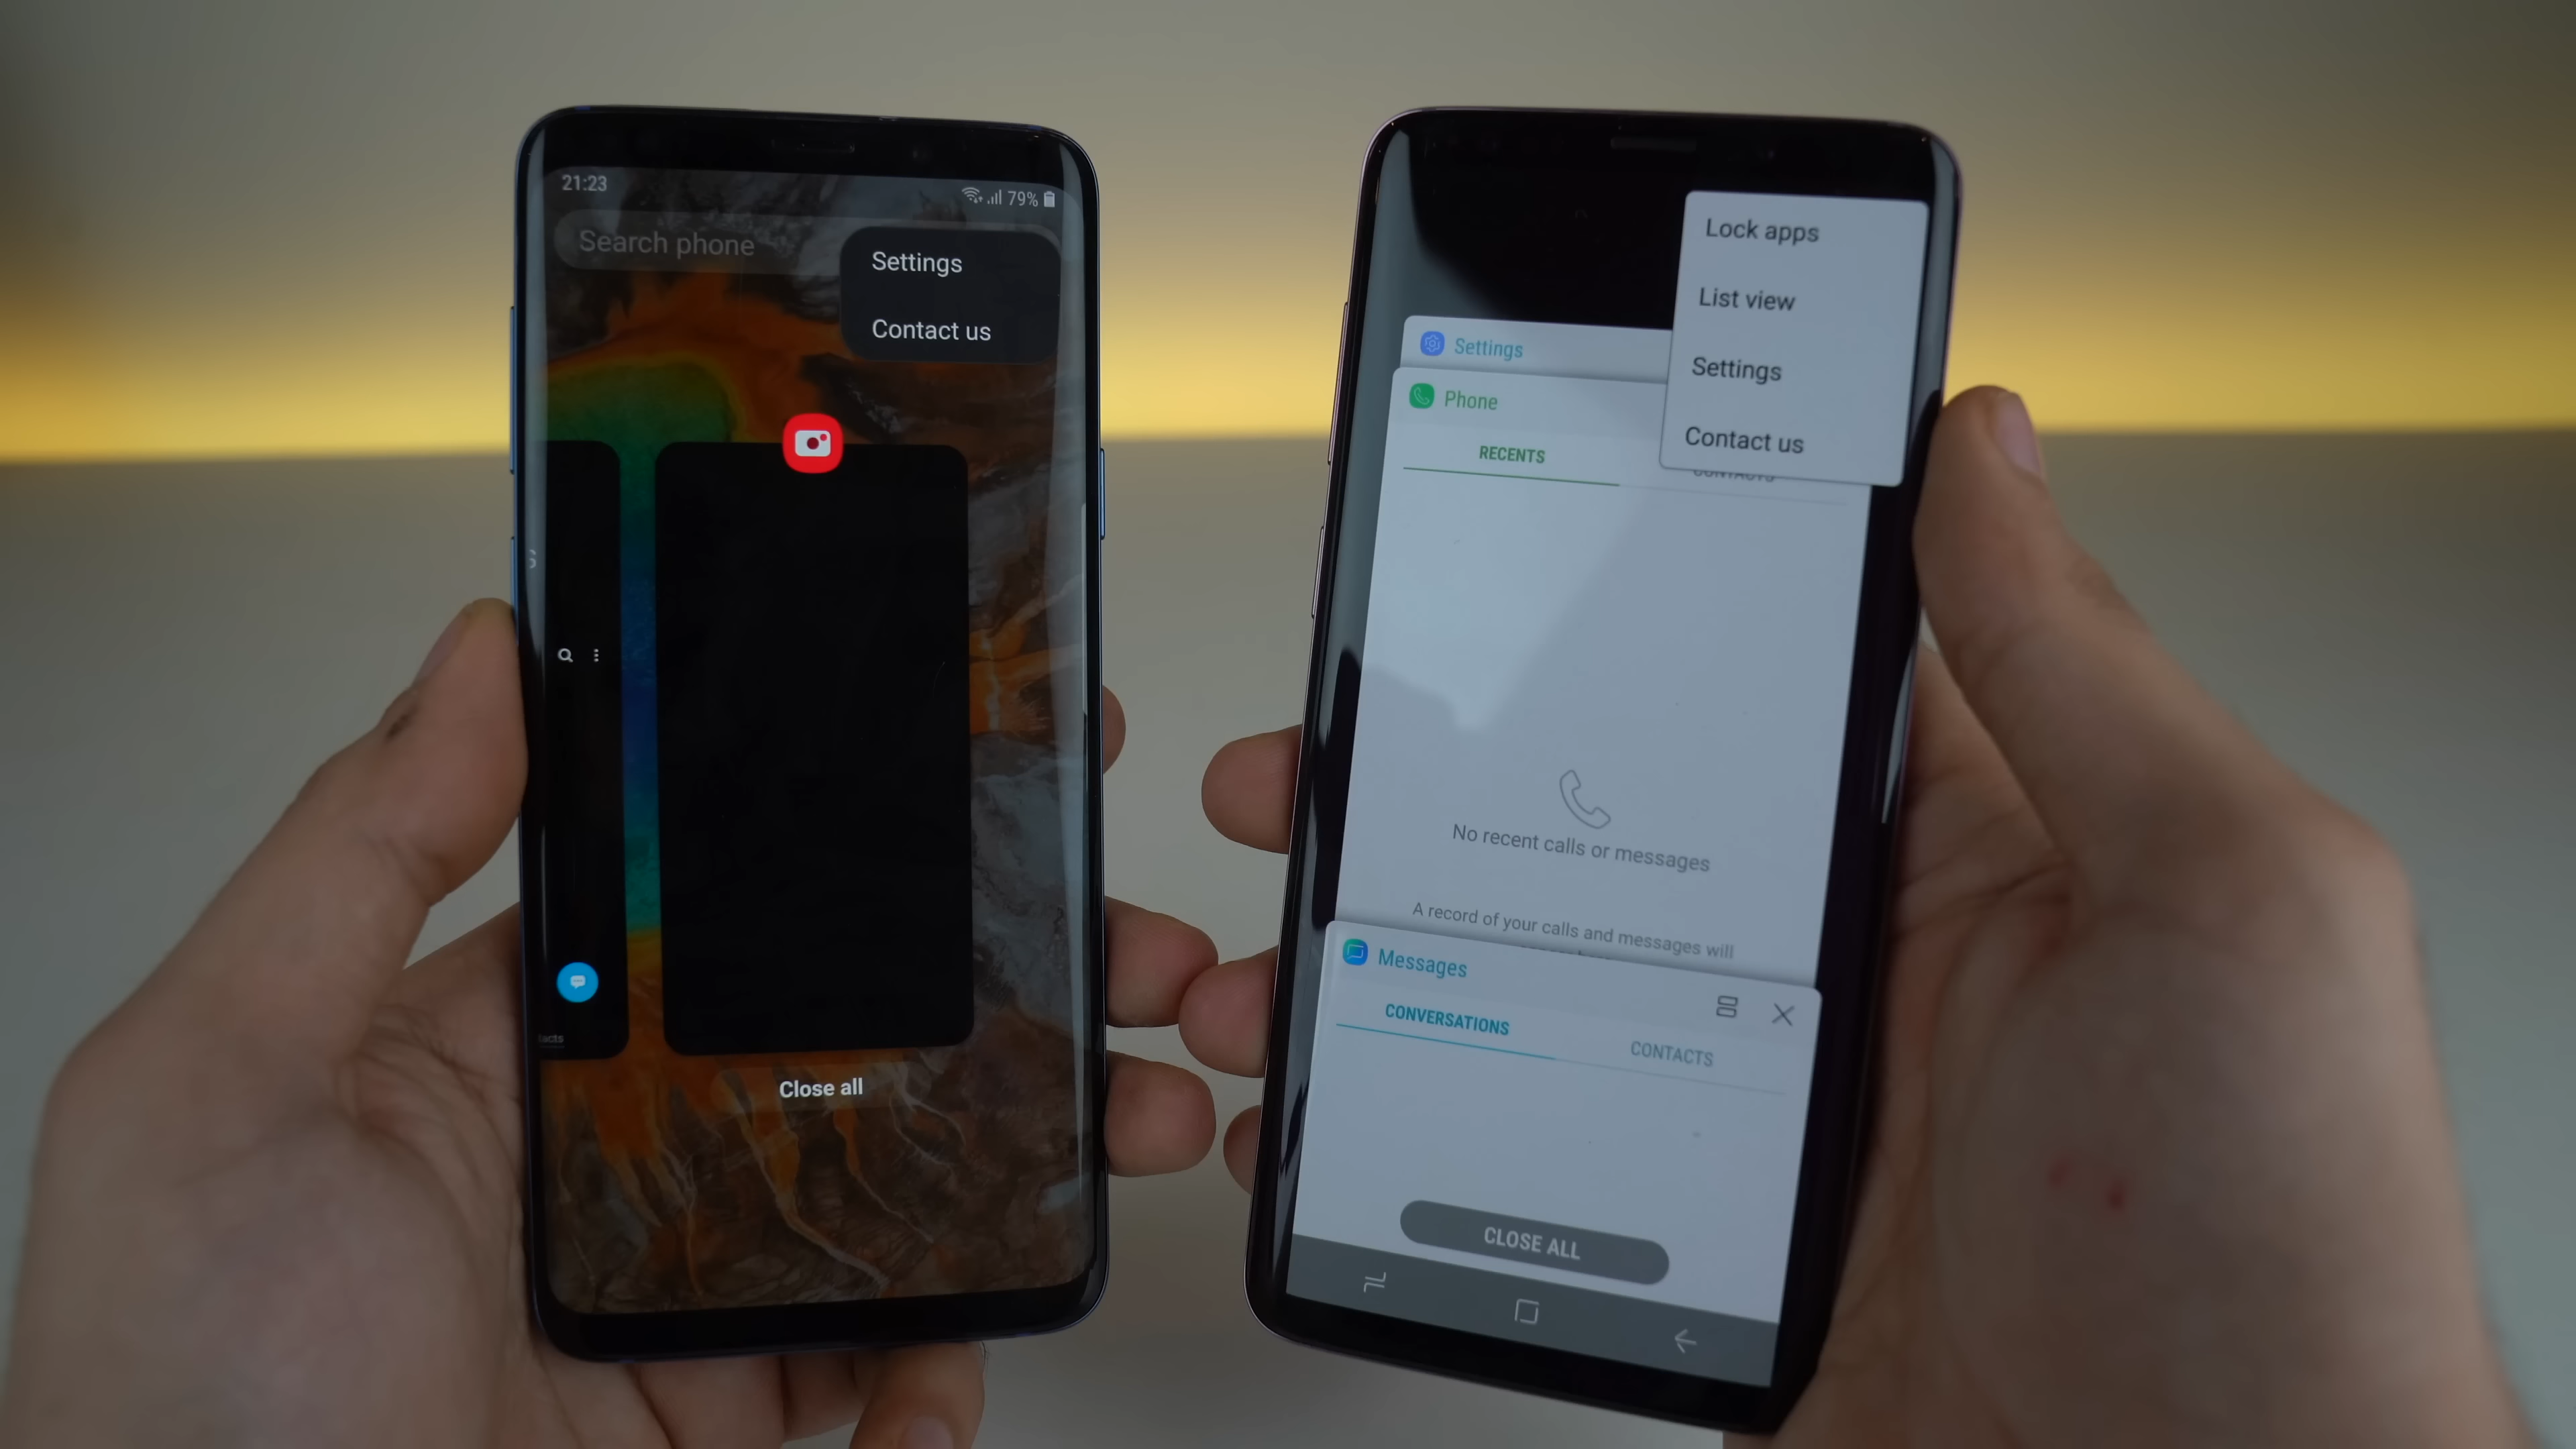 21:23
79%
Search phone
Settings
Contact us
Close all
Lock apps
List view
Settings
Contact us
Settings
Phone
RECENTS
CONTACTS
No recent calls or messages
A record of your calls and messages will
Messages
CONVERSATIONS
CONTACTS
CLOSE ALL